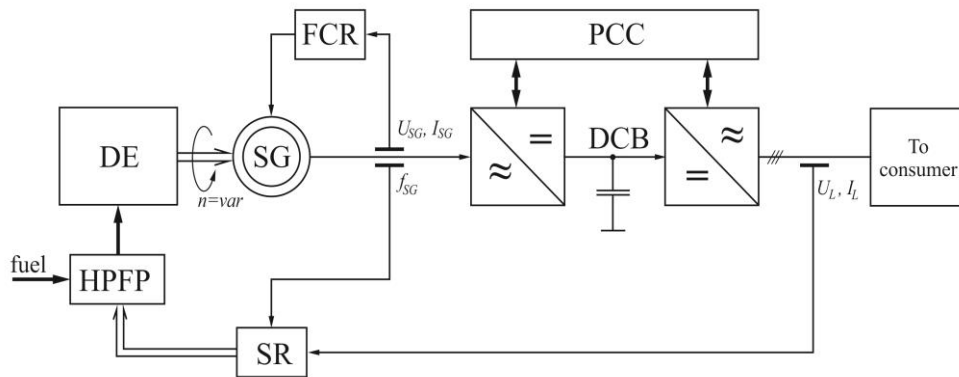 FCR
PCC
DE
SG
U_SG, I_SG
f_SG
n=var
=
≈
DCB
≈
=
U_L, I_L
To
consumer
fuel
HPFP
SR